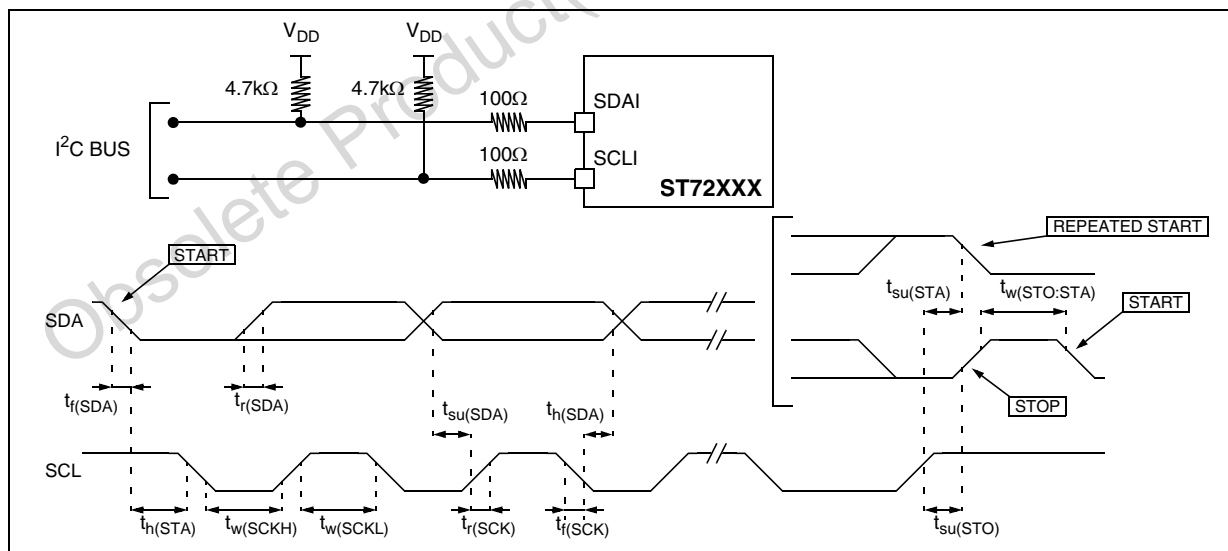 Obsolete Product(
V_DD V_DD
4.7kΩ 4.7kΩ
100Ω SDAI
I²C BUS
100Ω SCLI
ST72XXX
REPEATED START
START
t_su(STA) t_w(STO:STA)
START
SDA
t_f(SDA) t_r(SDA) t_su(SDA) t_h(SDA)
STOP
SCL
t_h(STA) t_w(SCKH) t_w(SCKL) t_r(SCK) t_f(SCK) t_su(STO)